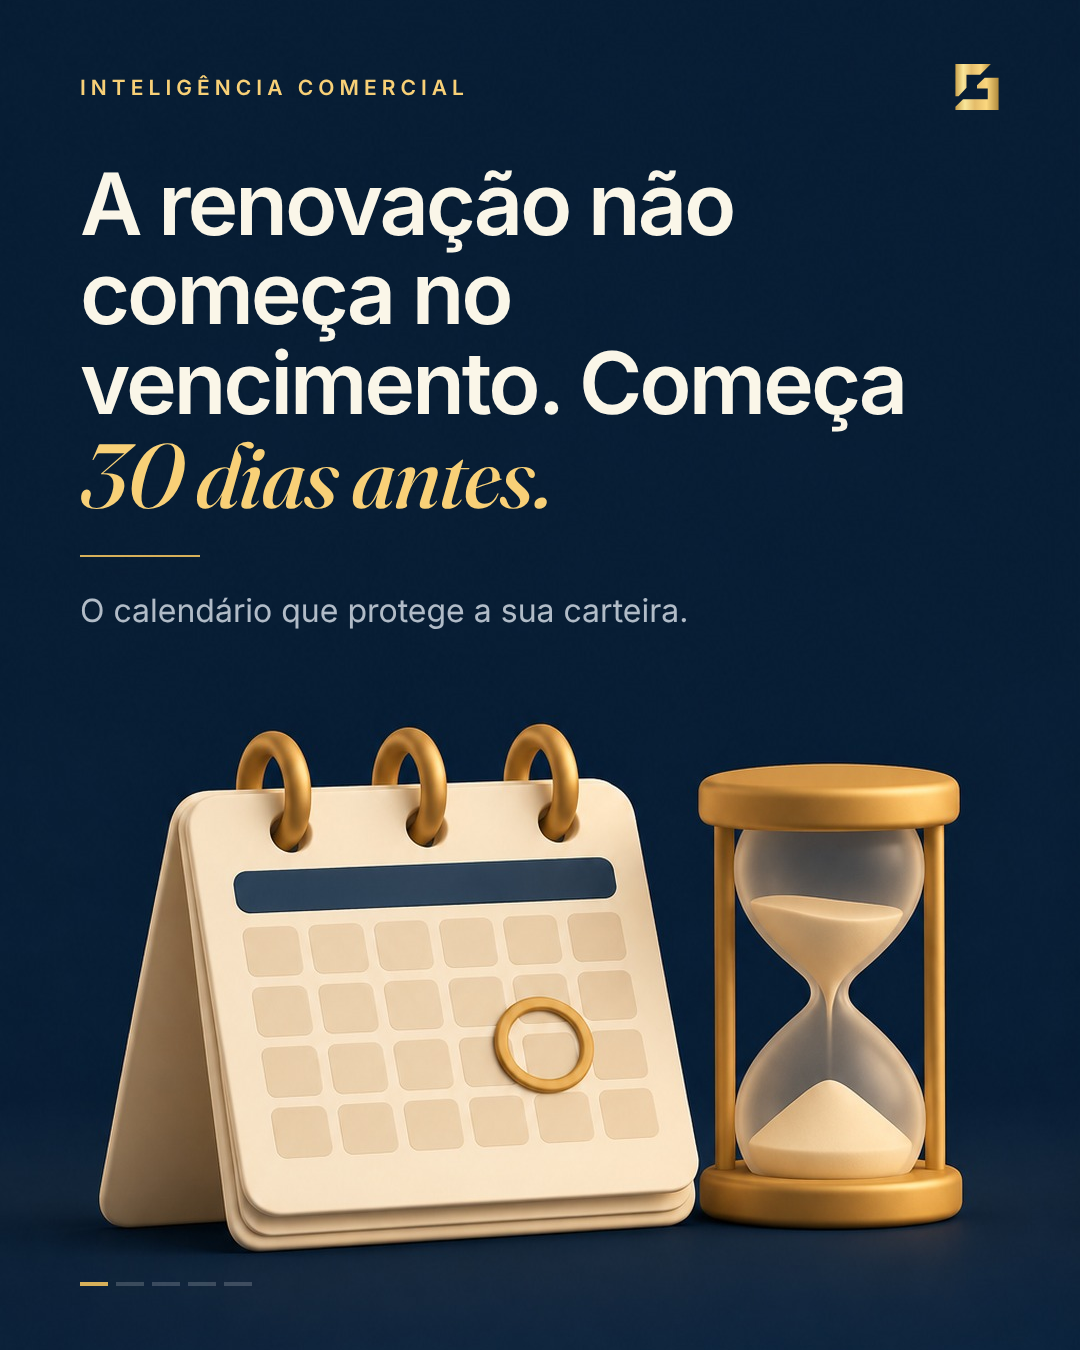 INTELIGÊNCIA COMERCIAL
A renovação não
começa no
vencimento. Começa
30 dias antes.
O calendário que protege a sua carteira.